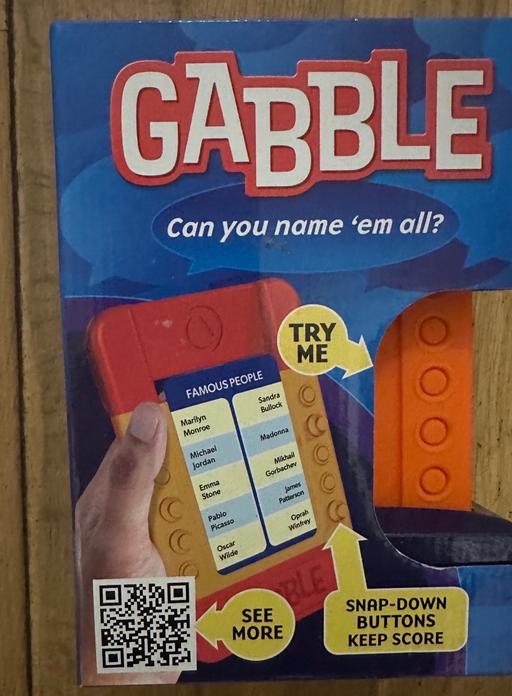 GABBLE
Can you name 'em all?
TRY
ME
FAMOUS PEOPLE
Marilyn
Monroe
Michael
Jordan
Emma
Stone
Pablo
Picasso
Oscar
Wilde
Sandra
Bullock
Madonna
Mikhail
Gorbachev
James
Patterson
Oprah
Winfrey
BLE
SEE
MORE
SNAP-DOWN
BUTTONS
KEEP SCORE